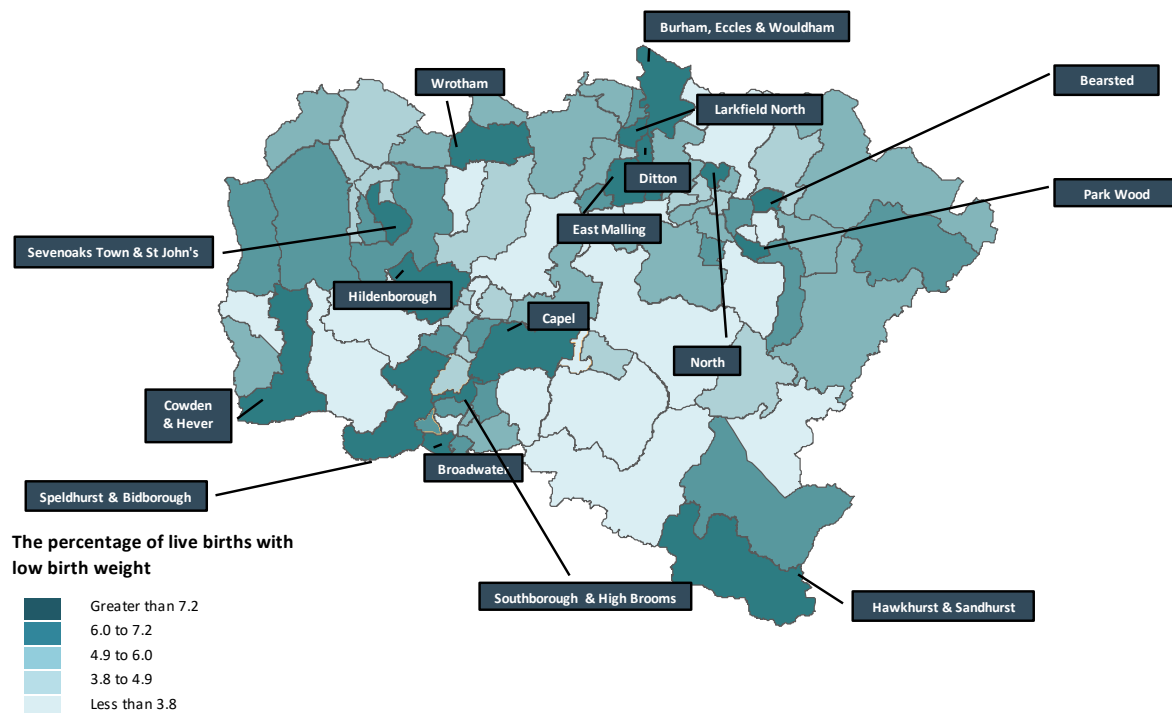 Burham, Eccles & Wouldham
Wrotham
Bearsted
Larkfield North
Ditton
Park Wood
East Malling
Sevenoaks Town & St John's
Hildenborough
Capel
North
Cowden
& Hever
Broadwater
Speldhurst & Bidborough
Southborough & High Brooms
Hawkhurst & Sandhurst
The percentage of live births with
low birth weight
Greater than 7.2
6.0 to 7.2
4.9 to 6.0
3.8 to 4.9
Less than 3.8